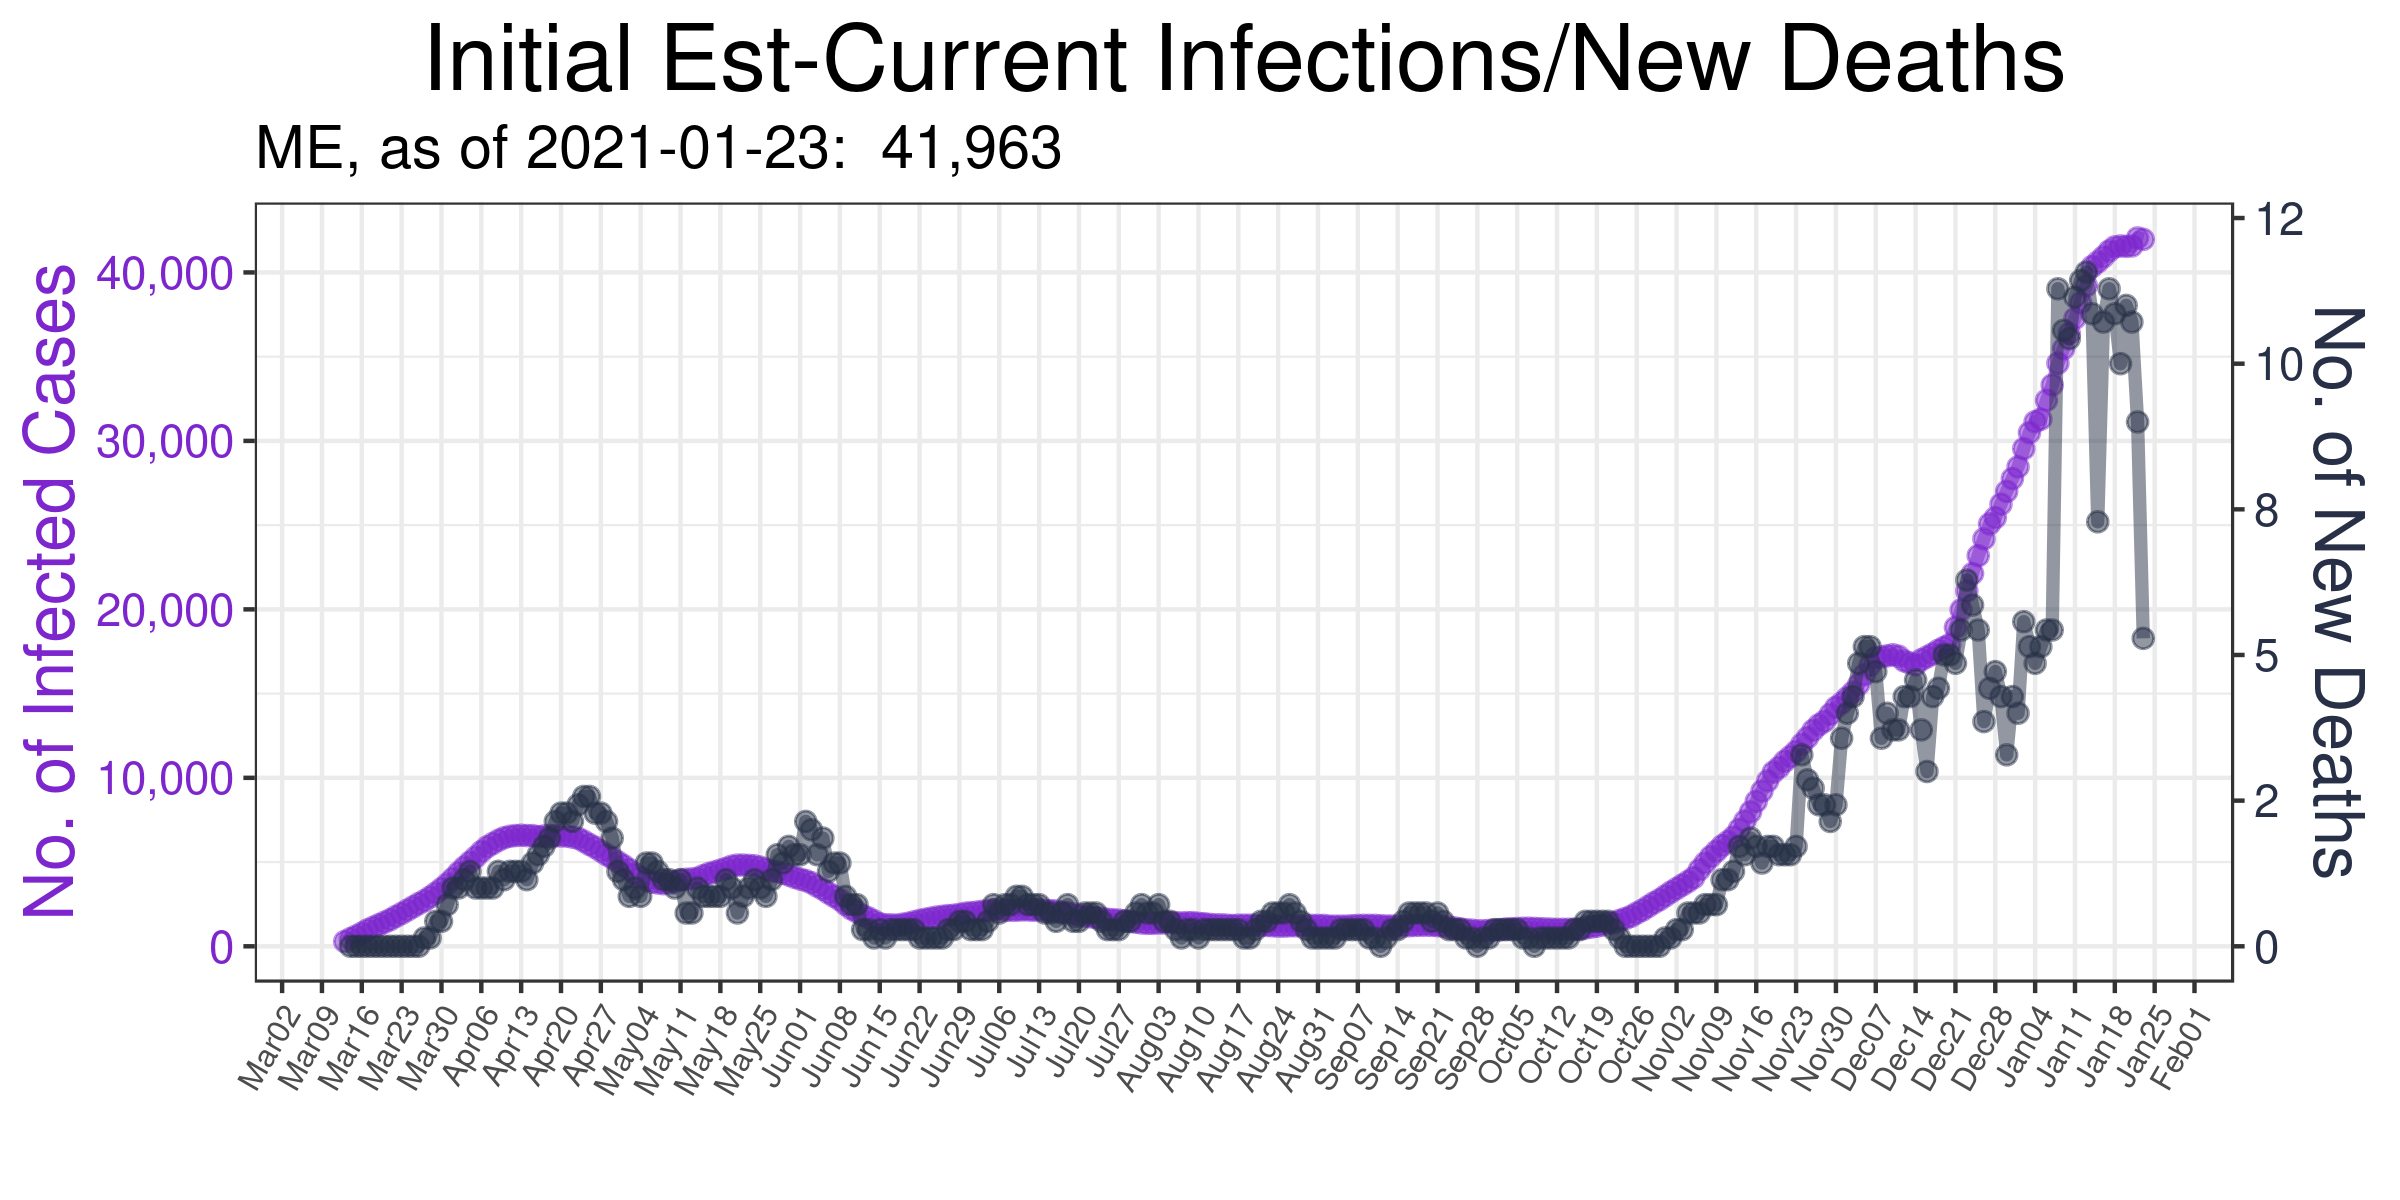 Initial Est-Current Infections/New Deaths
ME, as of 2021-01-23: 41,963
No. of Infected Cases
40,000
30,000
20,000
10,000
0
12
10
8
5
2
0
No. of New Deaths
Mar02
Mar09
Mar16
Mar23
Mar30
Apr06
Apr13
Apr20
Apr27
May04
May11
May18
May25
Jun01
Jun08
Jun15
Jun22
Jun29
Jul06
Jul13
Jul20
Jul27
Aug03
Aug10
Aug17
Aug24
Aug31
Sep07
Sep14
Sep21
Sep28
Oct05
Oct12
Oct19
Oct26
Nov02
Nov09
Nov16
Nov23
Nov30
Dec07
Dec14
Dec21
Dec28
Jan04
Jan11
Jan18
Jan25
Feb01